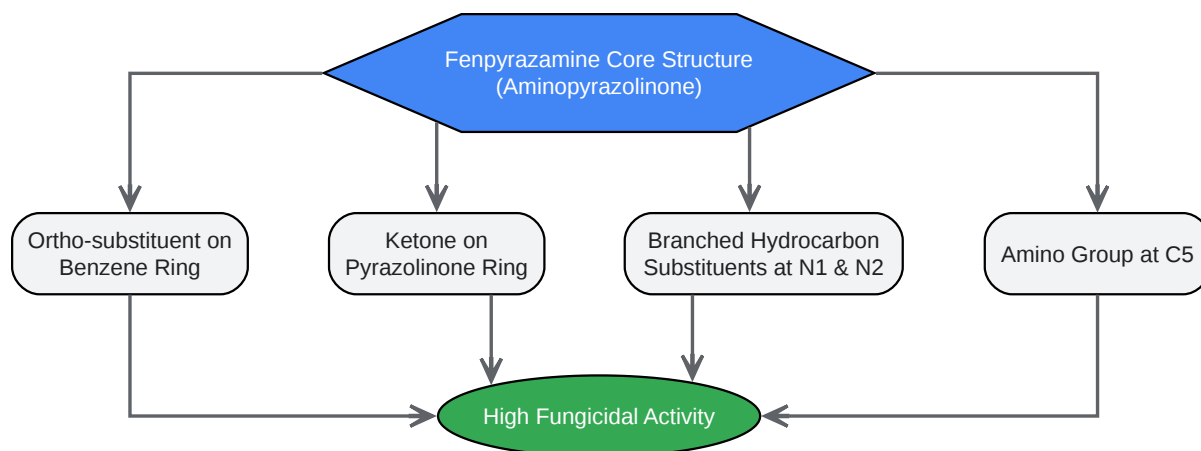 Fenpyrazamine Core Structure
(Aminopyrazolinone)
Ortho-substituent on
Benzene Ring
Ketone on
Pyrazolinone Ring
Branched Hydrocarbon
Substituents at N1 & N2
Amino Group at C5
High Fungicidal Activity